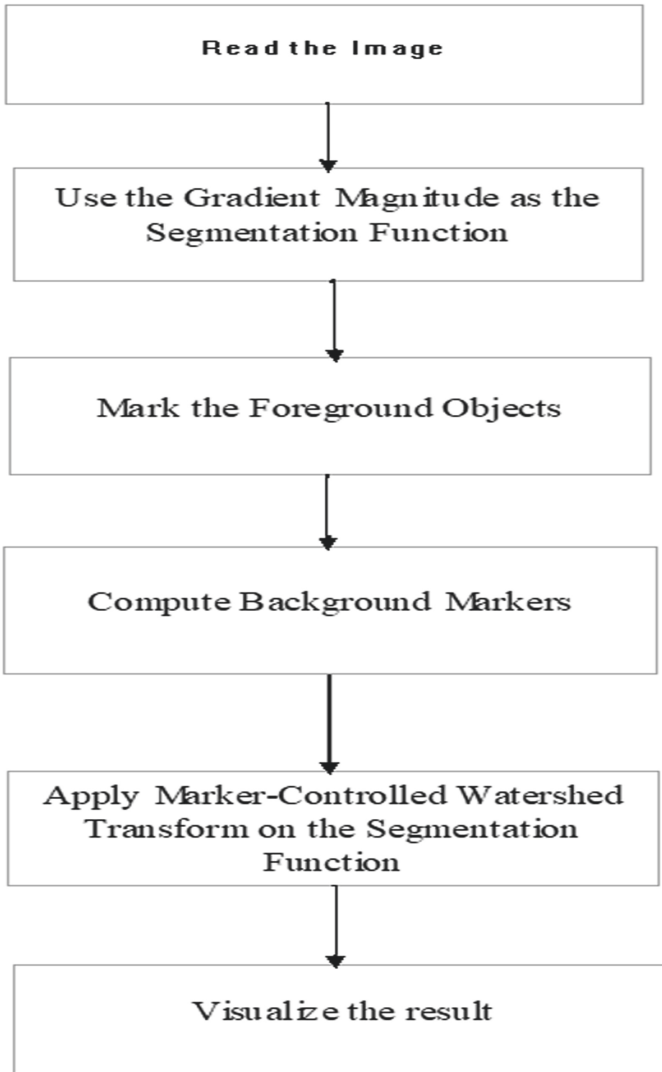 Read the Image
Use the Gradient Magnitude as the
Segmentation Function
Mark the Foreground Objects
Compute Background Markers
Apply Marker-Controlled Watershed
Transform on the Segmentation
Function
Visualize the result